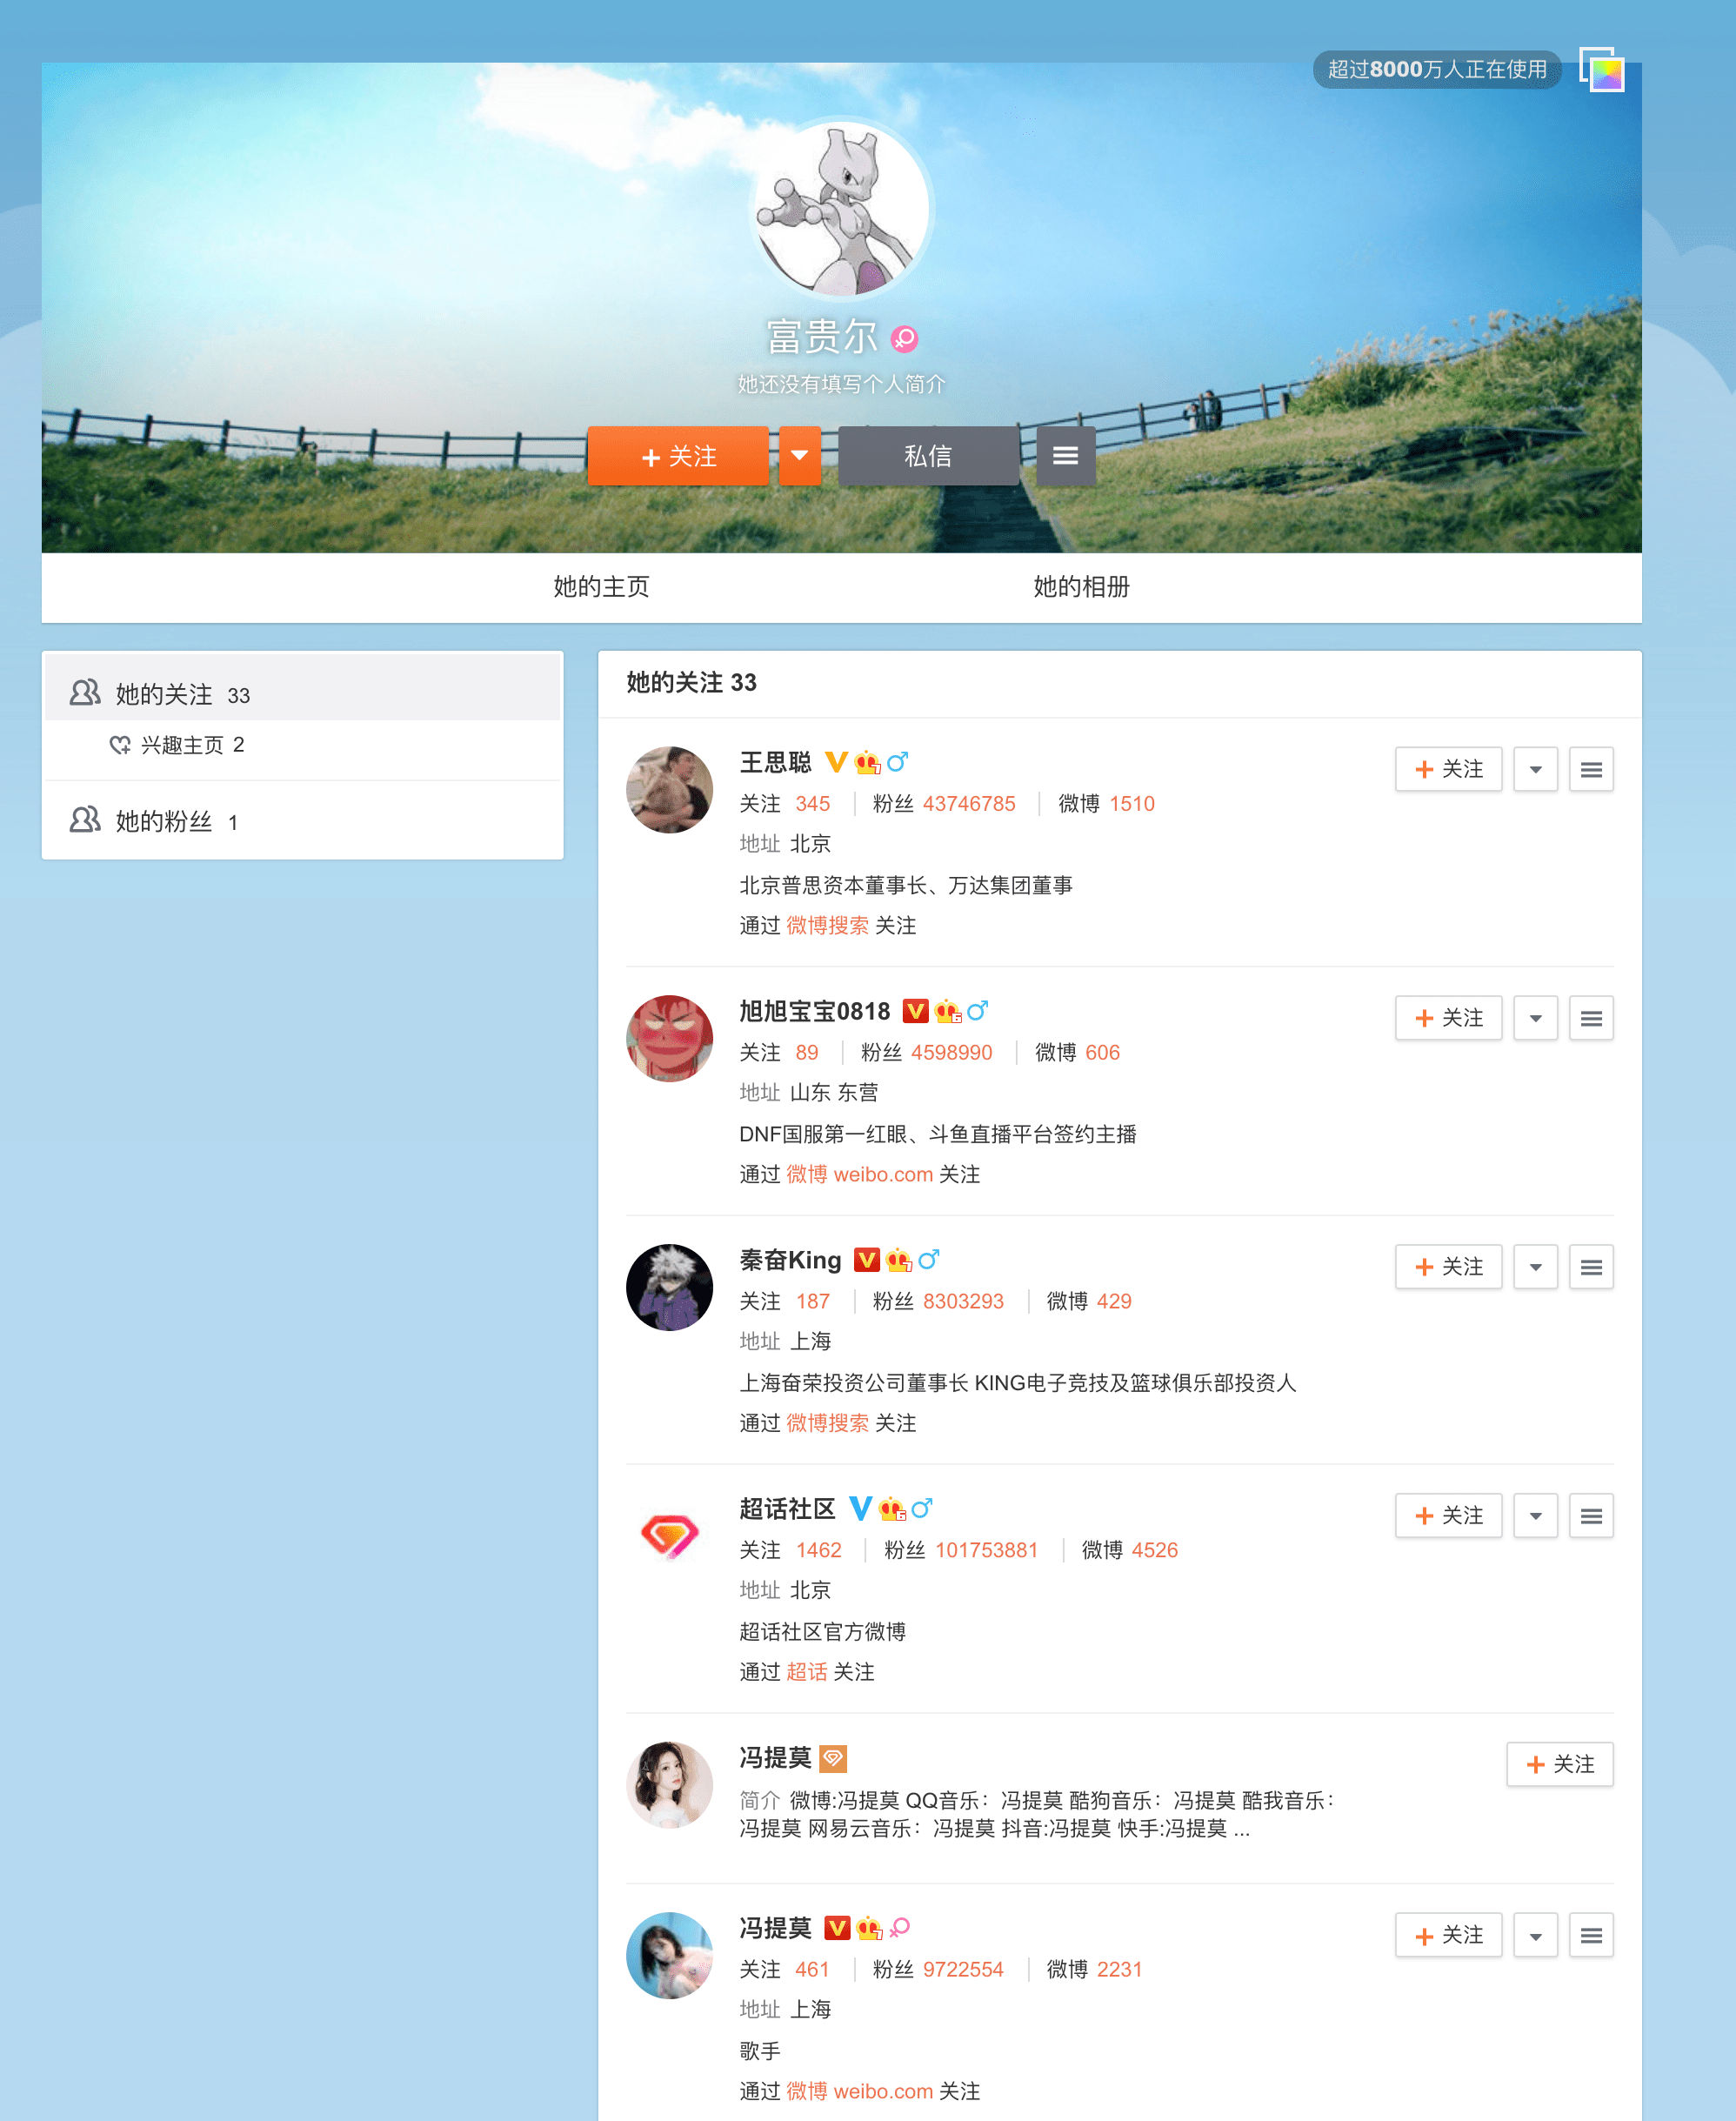 超过8000万人正在使用
富贵尔
她还没有填写个人简介
+ 关注
私信
她的主页
她的相册
她的关注 33
兴趣主页 2
她的粉丝 1
她的关注 33
王思聪 V 7
+ 关注
关注 345 粉丝 43746785 微博 1510
地址 北京
北京普思资本董事长、万达集团董事
通过 微博搜索 关注
旭旭宝宝0818 V 6
+ 关注
关注 89 粉丝 4598990 微博 606
地址 山东 东营
DNF国服第一红眼、斗鱼直播平台签约主播
通过 微博 weibo.com 关注
秦奋King V 7
+ 关注
关注 187 粉丝 8303293 微博 429
地址 上海
上海奋荣投资公司董事长 KING电子竞技及篮球俱乐部投资人
通过 微博搜索 关注
超话社区 V 6
+ 关注
关注 1462 粉丝 101753881 微博 4526
地址 北京
超话社区官方微博
通过 超话 关注
冯提莫
+ 关注
简介 微博:冯提莫 QQ音乐：冯提莫 酷狗音乐：冯提莫 酷我音乐：
冯提莫 网易云音乐：冯提莫 抖音:冯提莫 快手:冯提莫 ...
冯提莫 V 7
+ 关注
关注 461 粉丝 9722554 微博 2231
地址 上海
歌手
通过 微博 weibo.com 关注